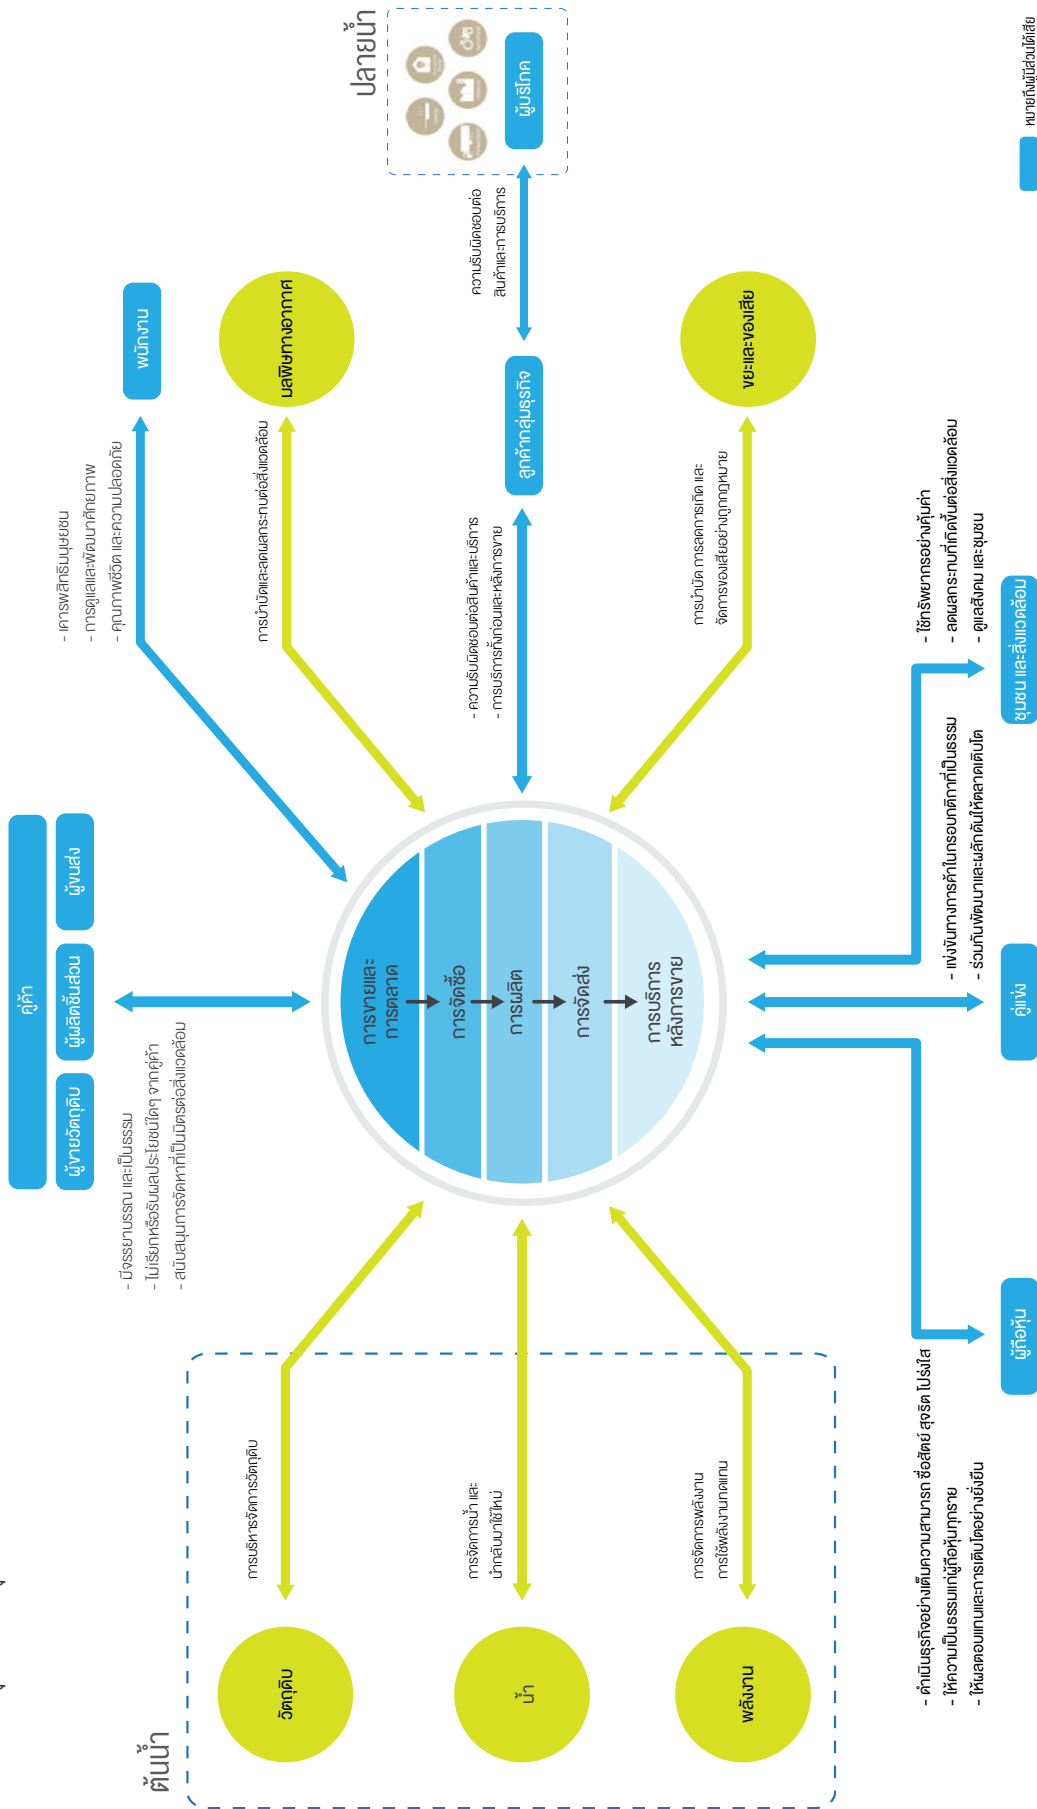 คู่ค้า
ผู้ขายวัตถุดิบ
ผู้ผลิตชิ้นส่วน
ผู้ขนส่ง
- มีจรรยาบรรณ และเป็นธรรม
- ไม่เรียกหรือรับผลประโยชน์ใดๆ จากคู่ค้า
- สนับสนุนการจัดหาที่เป็นมิตรต่อสิ่งแวดล้อม
พนักงาน
- เคารพสิทธิมนุษยชน
- การดูแลและพัฒนาศักยภาพ
- คุณภาพชีวิต และความปลอดภัย
ต้นน้ำ
วัตถุดิบ
การบริหารจัดการวัตถุดิบ
น้ำ
การจัดการน้ำ และ
นำกลับมาใช้ใหม่
พลังงาน
การจัดการพลังงาน
การใช้พลังงานทดแทน
การขายและ
การตลาด
การจัดซื้อ
การผลิต
การจัดส่ง
การบริการ
หลังการขาย
การบำบัดและลดผลกระทบต่อสิ่งแวดล้อม
มลพิษทางอากาศ
- ความรับผิดชอบต่อสินค้าและบริการ
- การบริการทั้งก่อนและหลังการขาย
ลูกค้ากลุ่มธุรกิจ
ความรับผิดชอบต่อ
สินค้าและการบริการ
ปลายน้ำ
ผู้บริโภค
การบำบัด การลดการเกิด และ
จัดการของเสียอย่างถูกกฎหมาย
ขยะและของเสีย
- ดำเนินธุรกิจอย่างเต็มความสามารถ ซื่อสัตย์ สุจริต โปร่งใส
- ให้ความเป็นธรรมแก่ผู้ถือหุ้นทุกราย
- ให้ผลตอบแทนและการเติบโตอย่างยั่งยืน
ผู้ถือหุ้น
- แข่งขันทางการค้าในกรอบกติกาที่เป็นธรรม
- ร่วมกันพัฒนาและผลักดันให้ตลาดเติบโต
คู่แข่ง
- ใช้ทรัพยากรอย่างคุ้มค่า
- ลดผลกระทบที่เกิดขึ้นต่อสิ่งแวดล้อม
- ดูแลสังคม และชุมชน
ชุมชน และสิ่งแวดล้อม
หมายถึงผู้มีส่วนได้เสีย